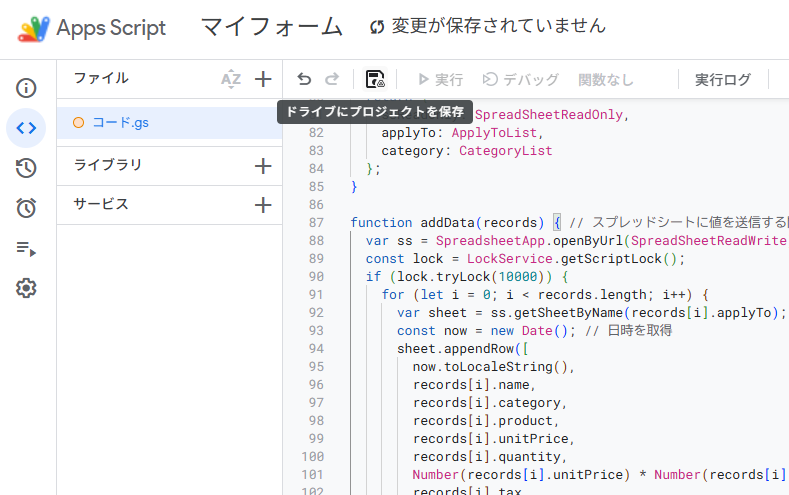 Apps Script マイフォーム 変更が保存されていません
ファイル AZ 実行 デバッグ 関数なし 実行ログ
ドライブにプロジェクトを保存
コード.gs
ライブラリ
サービス
SpreadSheetReadOnly,
82 applyTo: ApplyToList,
83 category: CategoryList
84 };
85 }
86
87 function addData(records) { // スプレッドシートに値を送信する
88 var ss = SpreadsheetApp.openByUrl(SpreadSheetReadWrite
89 const lock = LockService.getScriptLock();
90 if (lock.tryLock(10000)) {
91 for (let i = 0; i < records.length; i++) {
92 var sheet = ss.getSheetByName(records[i].applyTo);
93 const now = new Date(); // 日時を取得
94 sheet.appendRow([
95 now.toLocaleString(),
96 records[i].name,
97 records[i].category,
98 records[i].product,
99 records[i].unitPrice,
100 records[i].quantity,
101 Number(records[i].unitPrice) * Number(records[i]
102 records[i].tax